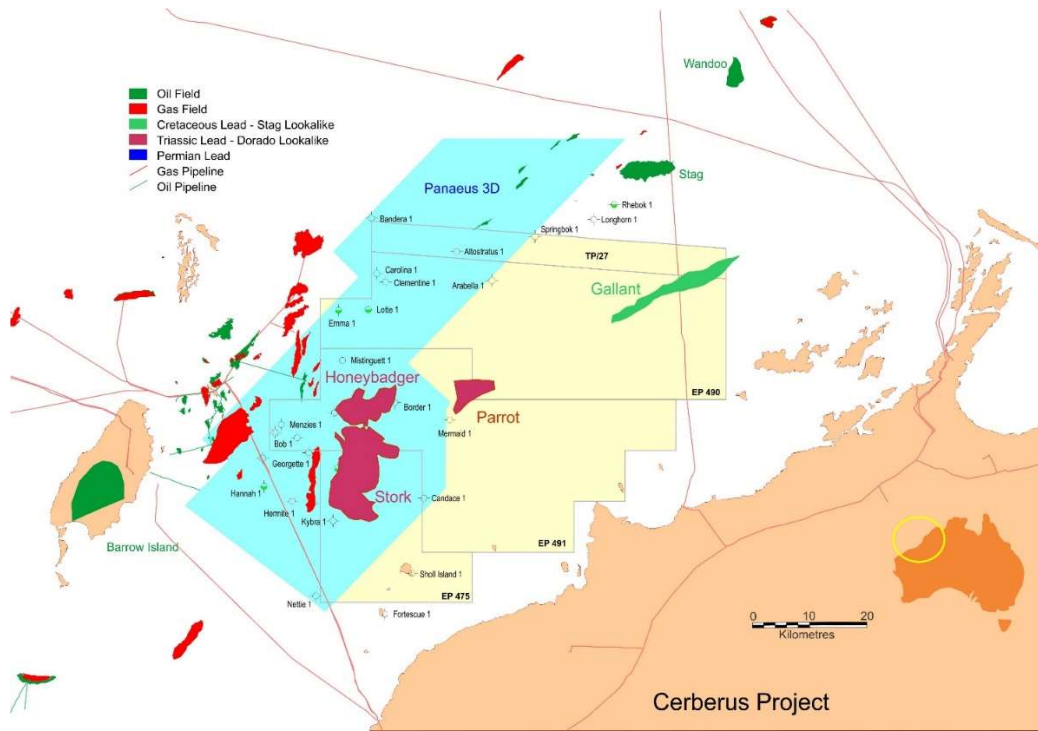 Oil Field
Gas Field
Cretaceous Lead - Stag Lookalike
Triassic Lead - Dorado Lookalike
Permian Lead
Gas Pipeline
Oil Pipeline
Wandoo
Stag
Panaeus 3D
Rhebok 1
Longhorn 1
Bandera 1
Springbok 1
Altostratus 1
TP/27
Carolina 1
Clementine 1
Arabella 1
Gallant
Emma 1
Lotte 1
Mistinguett 1
Honeybadger
EP 490
Border 1
Parrot
Mermaid 1
Menzies 1
Bob 1
Georgette 1
Stork
Hannah 1
Hermite 1
Candace 1
Kybra 1
Barrow Island
EP 491
Sholl Island 1
EP 475
Nettie 1
Fortescue 1
0 10 20
Kilometres
Cerberus Project